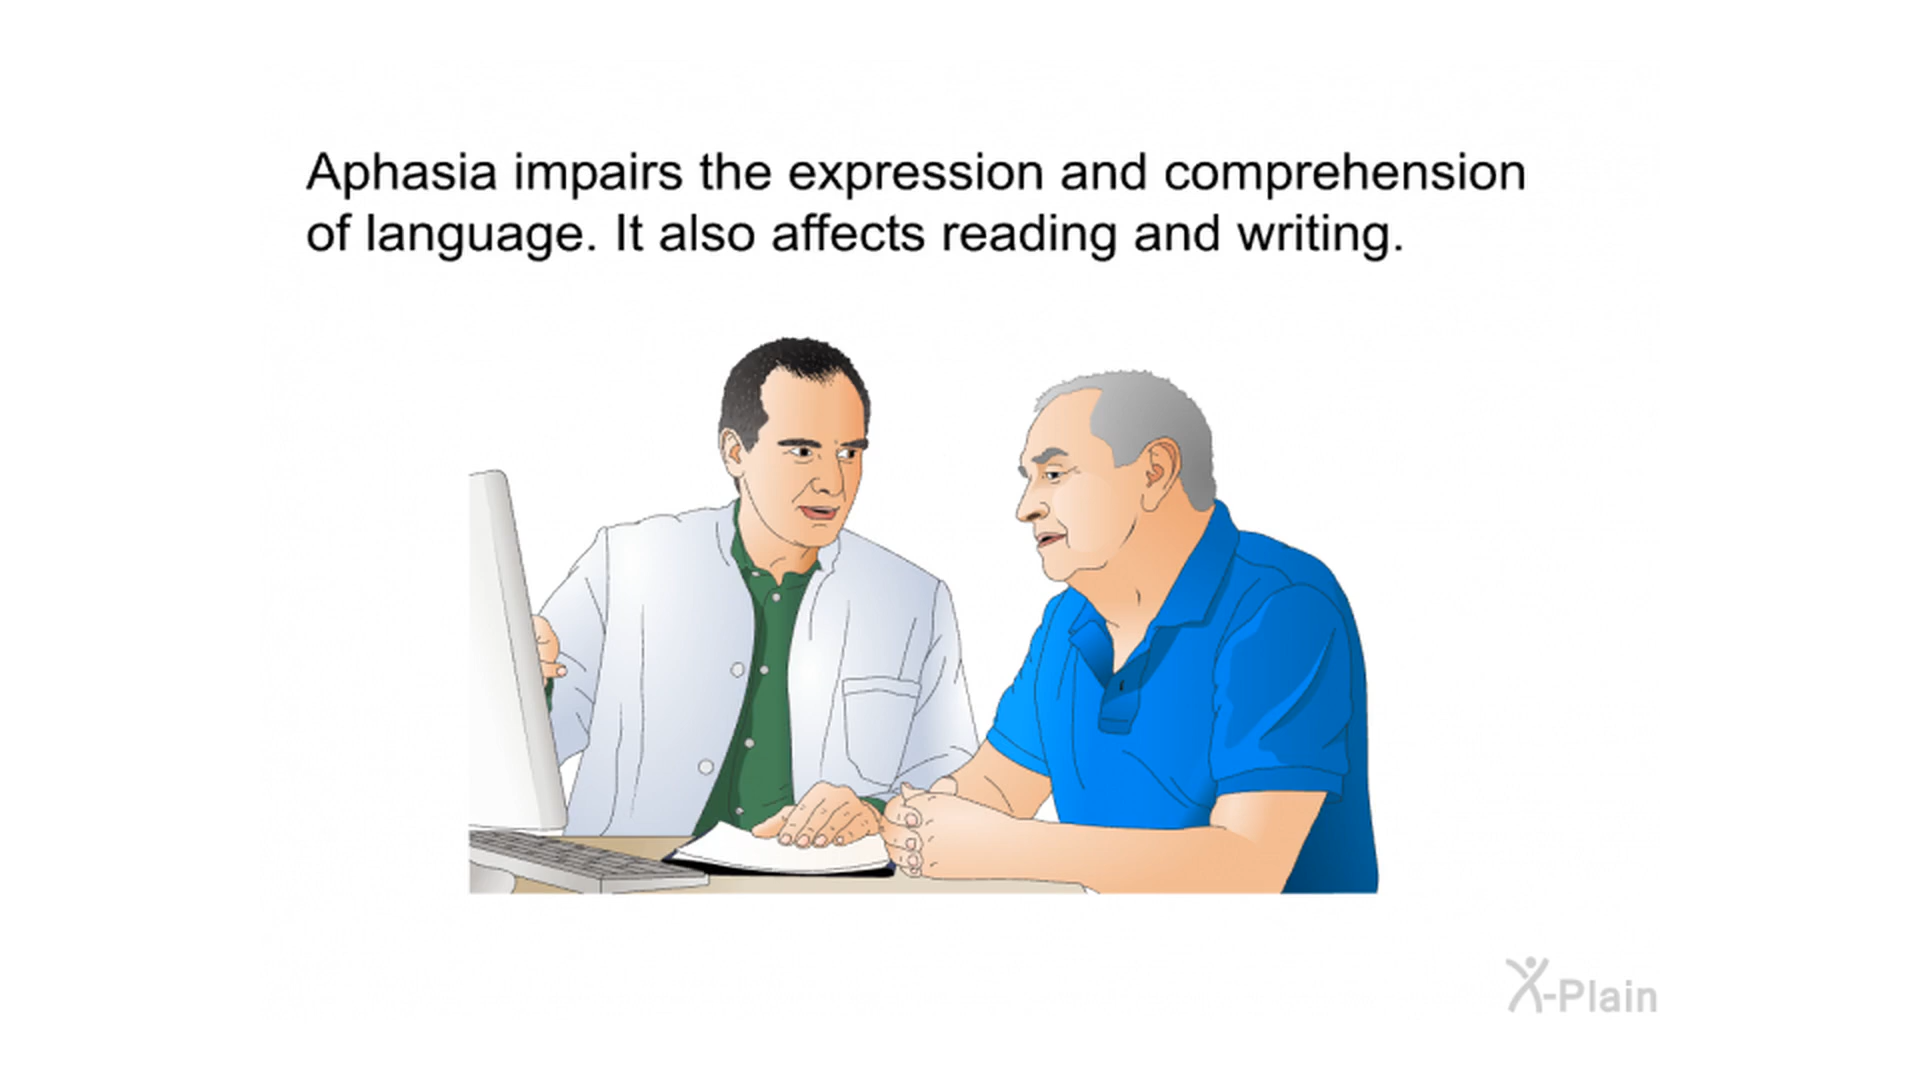 Aphasia impairs the expression and comprehension
of language. It also affects reading and writing.
X-Plain